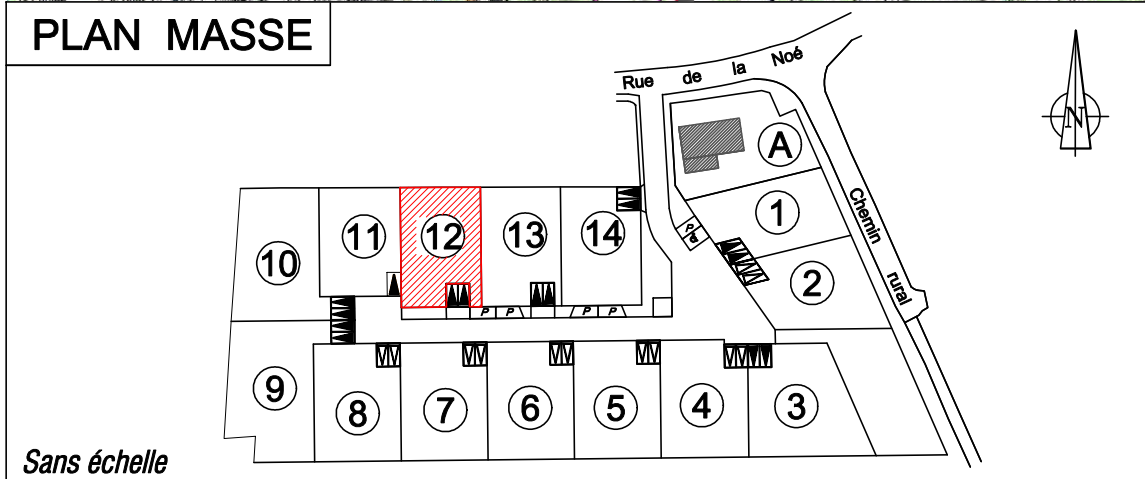 PLAN MASSE
Rue de la Noé
N
A
1
Chemin rural
2
10
11
12
13
14
P
P
P
P
P
9
8
7
6
5
4
3
Sans échelle